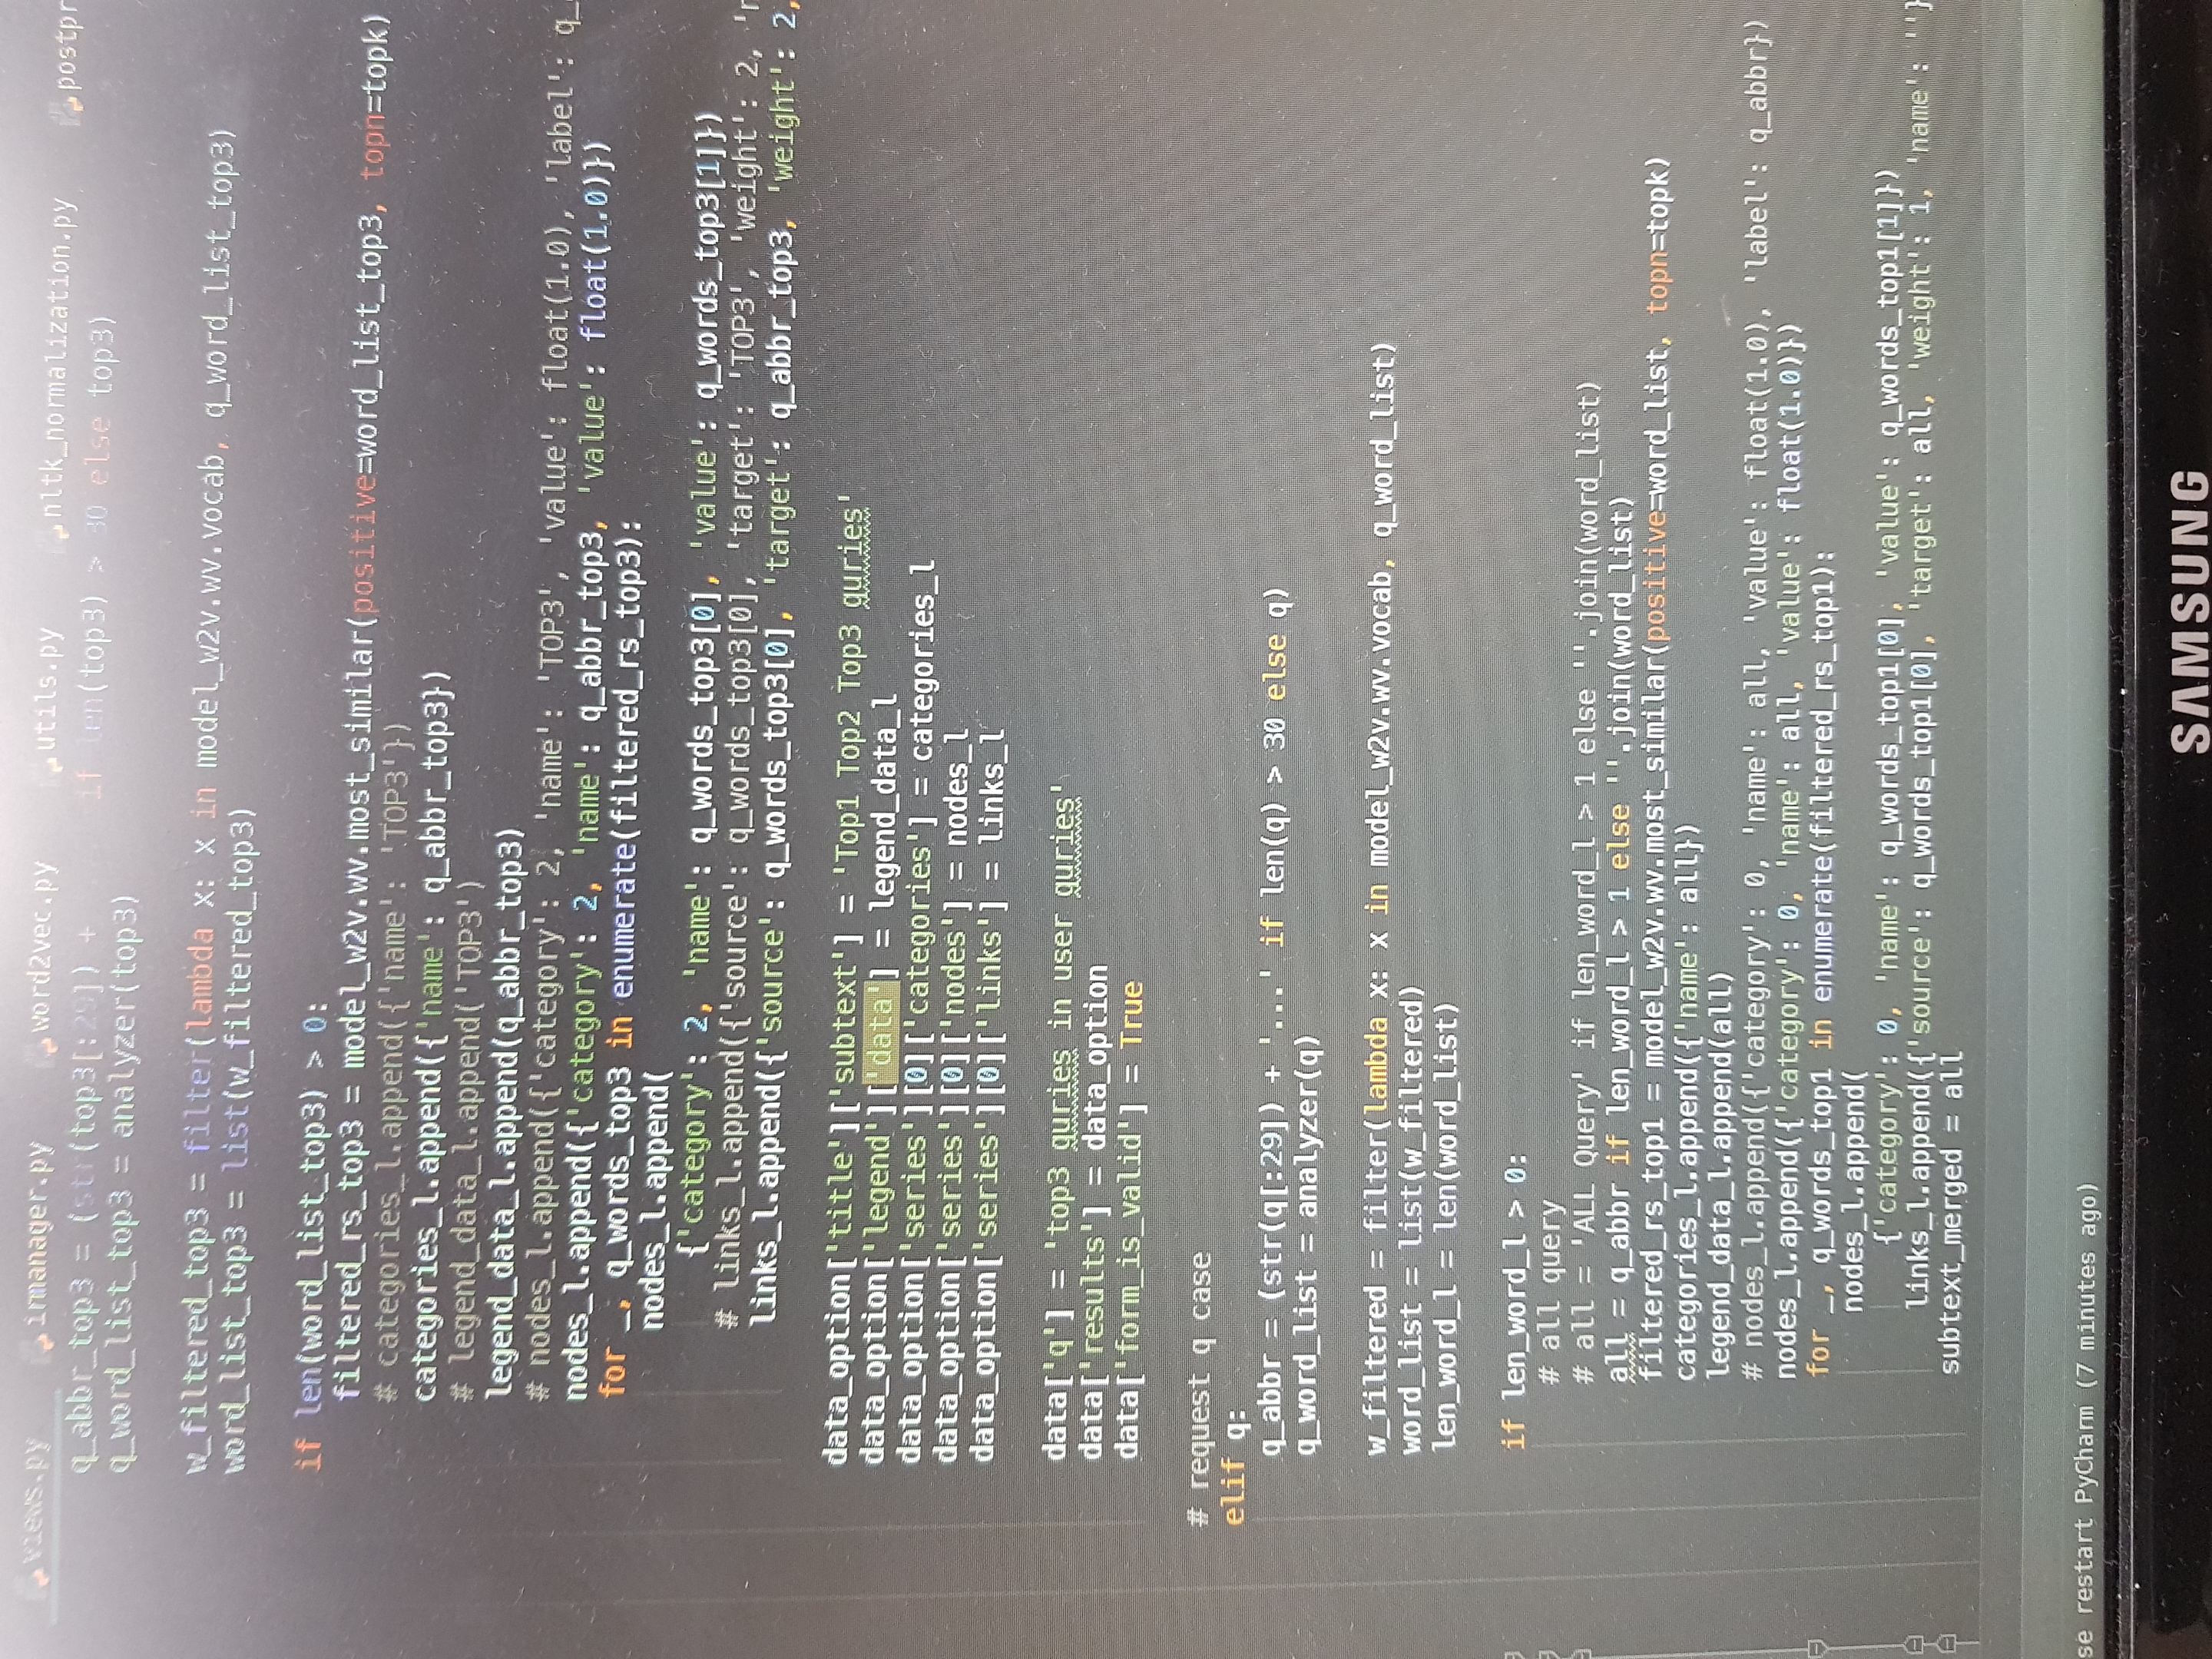 views.py irmanager.py word2vec.py utils.py nltk_normalization.py postpr
q_abbr_top3 = (str(top3[:29]) + if len(top3) > 30 else top3)
q_word_list_top3 = analyzer(top3)
w_filtered_top3 = filter(lambda x: x in model_w2v.wv.vocab, q_word_list_top3)
word_list_top3 = list(w_filtered_top3)
if len(word_list_top3) > 0:
filtered_rs_top3 = model_w2v.wv.most_similar(positive=word_list_top3, topn=topk)
# categories_l.append({'name': 'TOP3'})
categories_l.append({'name': q_abbr_top3})
# legend_data_l.append('TOP3')
legend_data_l.append(q_abbr_top3)
# nodes_l.append({'category': 2, 'name': 'TOP3', 'value': float(1.0), 'label': q_
nodes_l.append({'category': 2, 'name': q_abbr_top3, 'value': float(1.0)})
for _, q_words_top3 in enumerate(filtered_rs_top3):
nodes_l.append(
{'category': 2, 'name': q_words_top3[0], 'value': q_words_top3[1]})
# links_l.append({'source': q_words_top3[0], 'target': 'TOP3', 'weight': 2,
links_l.append({'source': q_words_top3[0], 'target': q_abbr_top3, 'weight': 2,
data_option['title']['subtext'] = 'Top1 Top2 Top3 quries'
data_option['legend']['data'] = legend_data_l
data_option['series'][0]['categories'] = categories_l
data_option['series'][0]['nodes'] = nodes_l
data_option['series'][0]['links'] = links_l
data['q'] = 'top3 quries in user quries'
data['results'] = data_option
data['form_is_valid'] = True
# request q case
elif q:
q_abbr = (str(q[:29]) + '...' if len(q) > 30 else q)
q_word_list = analyzer(q)
w_filtered = filter(lambda x: x in model_w2v.wv.vocab, q_word_list)
word_list = list(w_filtered)
len_word_l = len(word_list)
if len_word_l > 0:
# all query
# all = 'ALL Query' if len_word_l > 1 else ''.join(word_list)
all = q_abbr if len_word_l > 1 else ''.join(word_list)
filtered_rs_top1 = model_w2v.wv.most_similar(positive=word_list, topn=topk)
categories_l.append({'name': all})
legend_data_l.append(all)
# nodes_l.append({'category': 0, 'name': all, 'value': float(1.0), 'label': q_abbr})
nodes_l.append({'category': 0, 'name': all, 'value': float(1.0)})
for _, q_words_top1 in enumerate(filtered_rs_top1):
nodes_l.append(
{'category': 0, 'name': q_words_top1[0], 'value': q_words_top1[1]})
links_l.append({'source': q_words_top1[0], 'target': all, 'weight': 1, 'name': ''}
subtext_merged = all
se restart PyCharm (7 minutes ago)
SAMSUNG